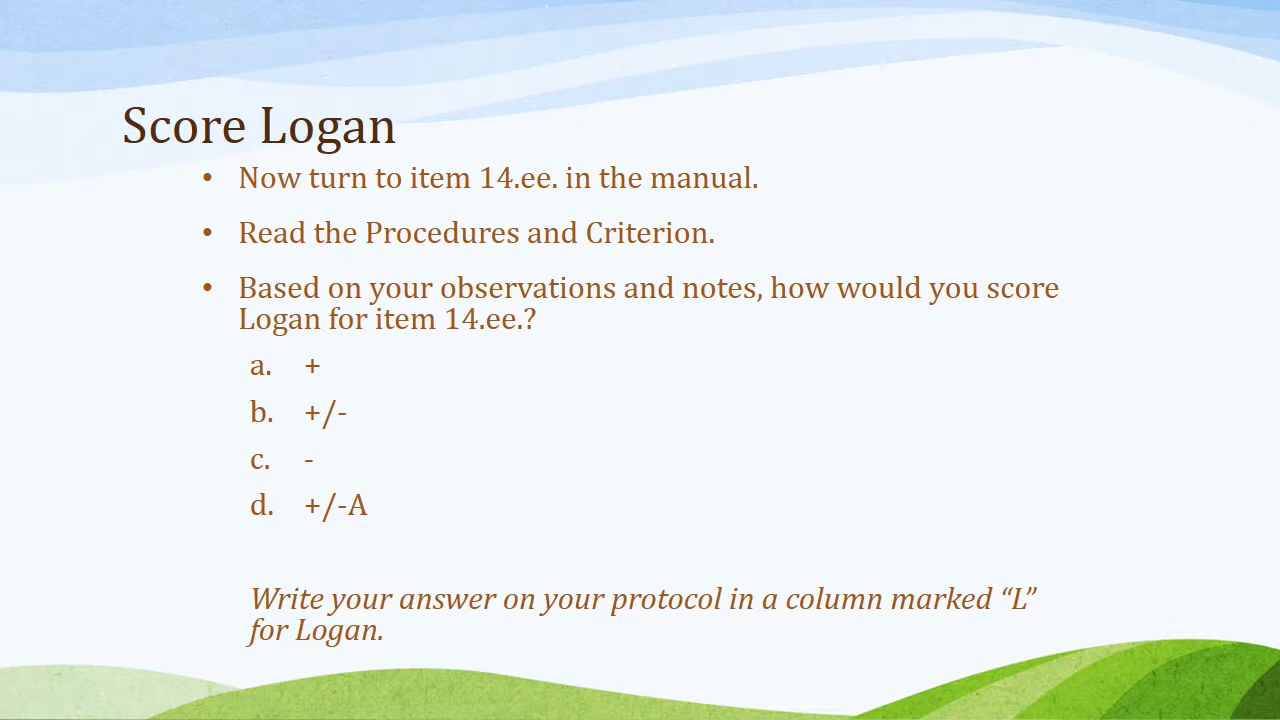 Score Logan
• Now turn to item 14.ee. in the manual.
• Read the Procedures and Criterion.
• Based on your observations and notes, how would you score
Logan for item 14.ee.?
a. +
b. +/-
c. -
d. +/-A
Write your answer on your protocol in a column marked “L”
for Logan.